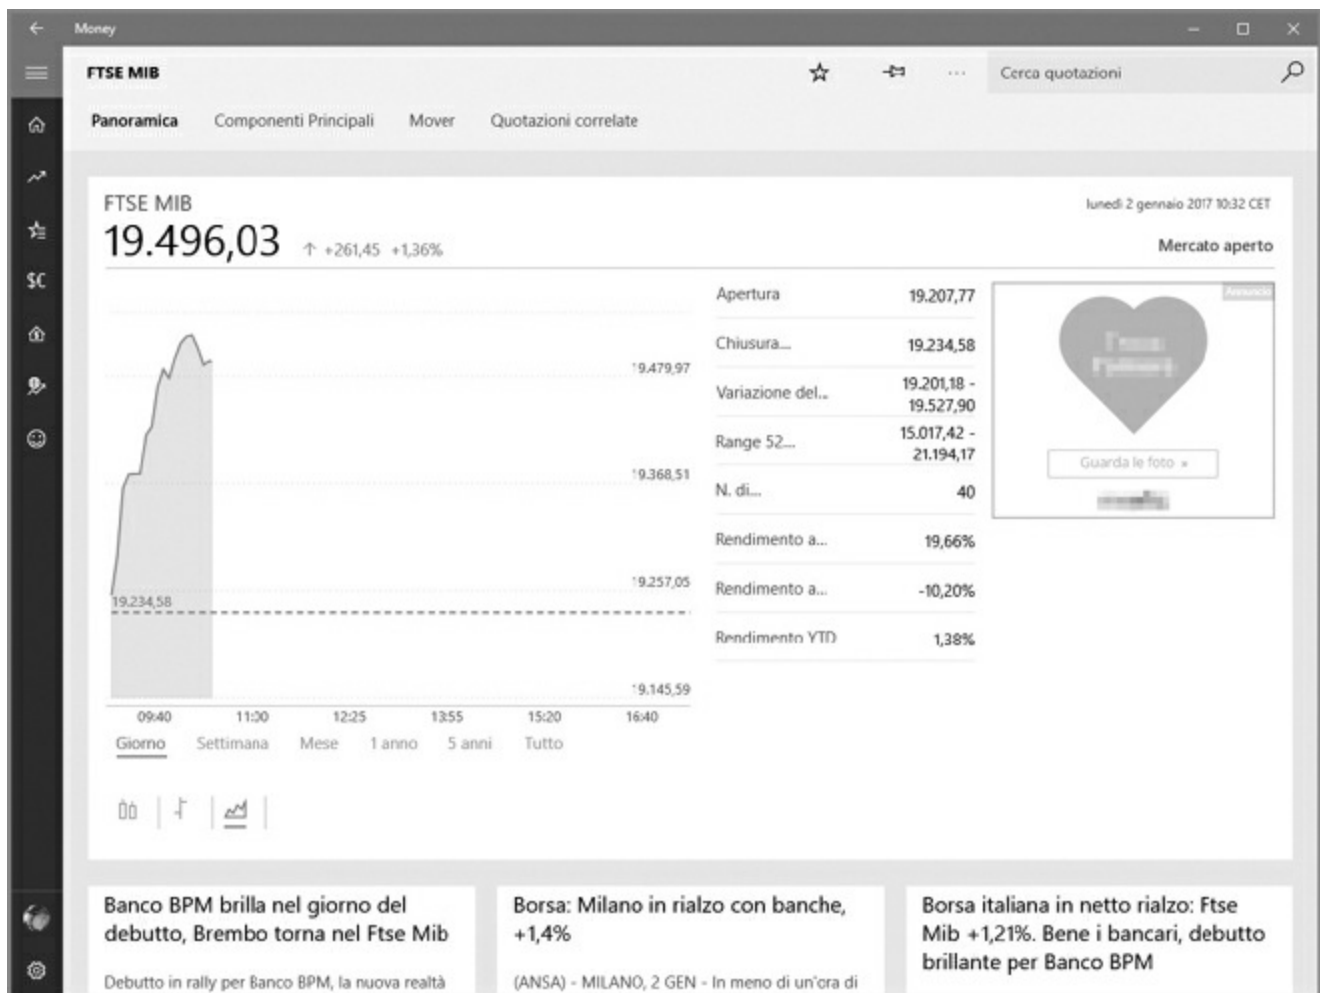 Money
FTSE MIB
Cerca quotazioni
Panoramica Componenti Principali Mover Quotazioni correlate
FTSE MIB
lunedì 2 gennaio 2017 10:32 CET
19.496,03 ↑ +261,45 +1,36%
Mercato aperto
$€
19.479,97
19.368,51
19.257,05
19.234,58
19.145,59
09:40 11:00 12:25 13:55 15:20 16:40
Giorno Settimana Mese 1 anno 5 anni Tutto
Apertura 19.207,77
Chiusura... 19.234,58
Variazione del... 19.201,18 -
19.527,90
Range 52... 15.017,42 -
21.194,17
N. di... 40
Rendimento a... 19,66%
Rendimento a... -10,20%
Rendimento YTD 1,38%
Annuncio
Guarda le foto »
Banco BPM brilla nel giorno del
debutto, Brembo torna nel Ftse Mib
Debutto in rally per Banco BPM, la nuova realtà
Borsa: Milano in rialzo con banche,
+1,4%
(ANSA) - MILANO, 2 GEN - In meno di un'ora di
Borsa italiana in netto rialzo: Ftse
Mib +1,21%. Bene i bancari, debutto
brillante per Banco BPM